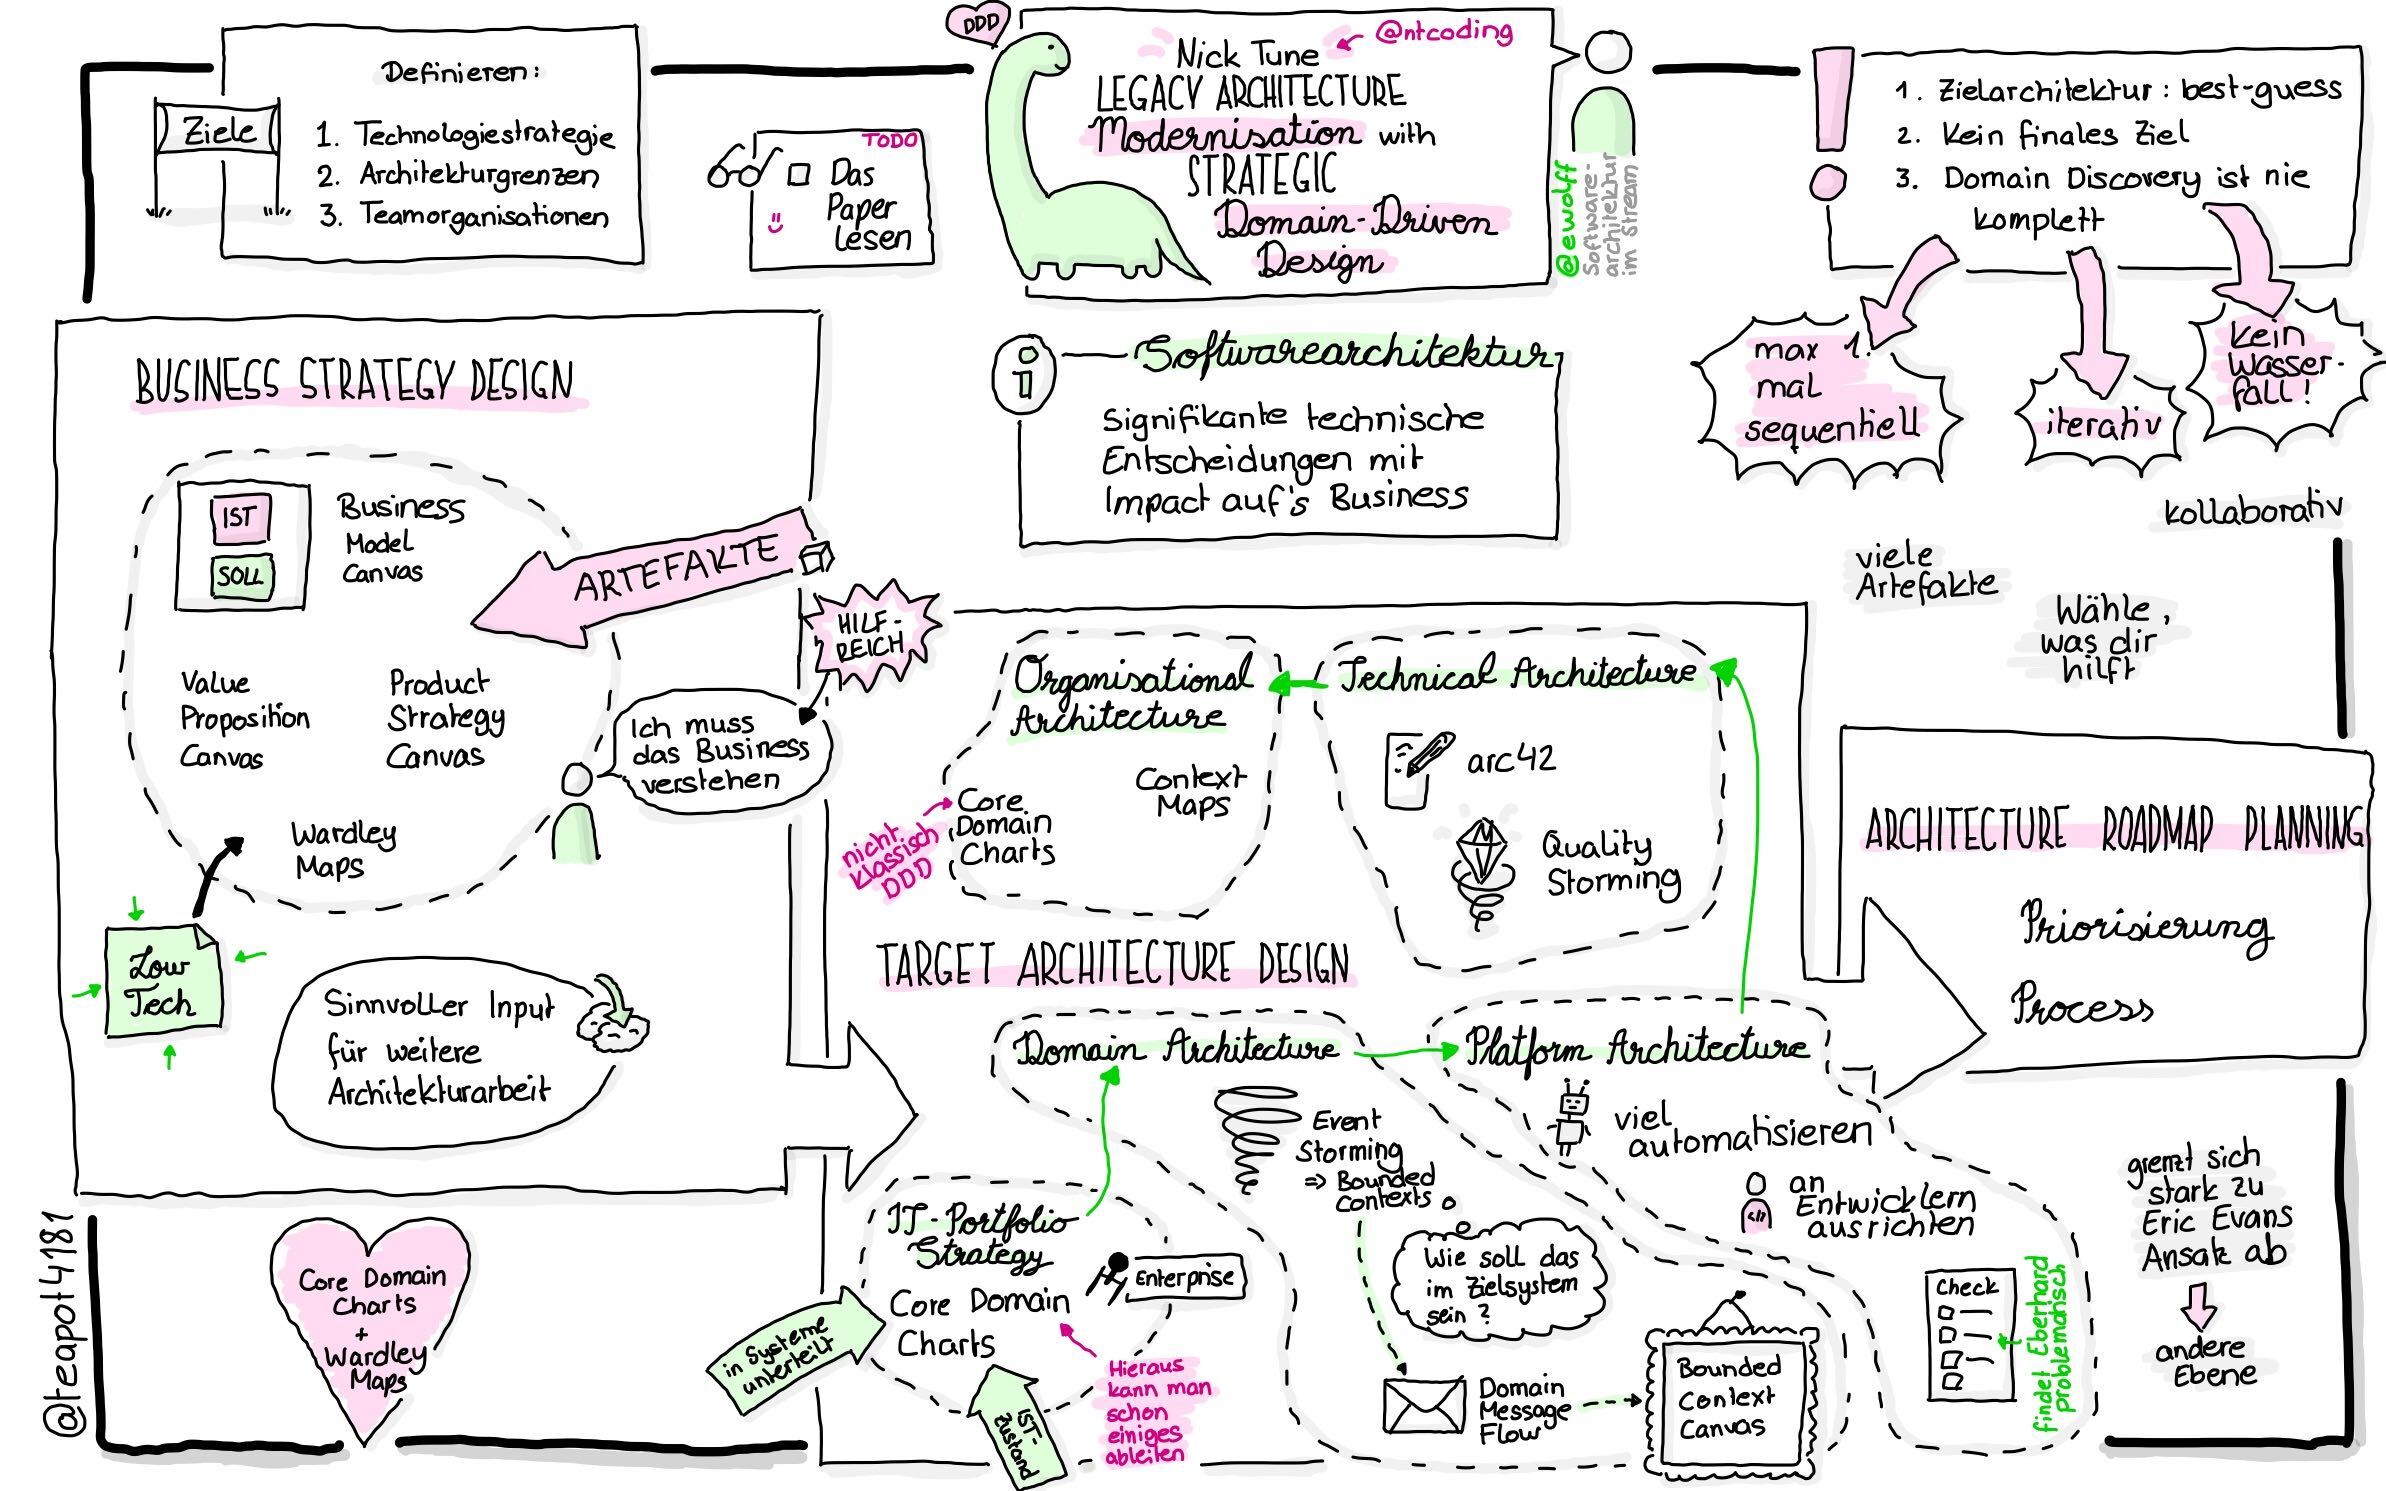 Definieren:
Ziele
1. Technologiestrategie
2. Architekturgrenzen
3. Teamorganisationen
TODO
Das
Paper
lesen
DDD
Nick Tune
@ntcoding
LEGACY ARCHITECTURE
Modernisation with
STRATEGIC
Domain-Driven
Design
@ewolff
Software-
architektur
im Stream
1. Zielarchitektur: best-guess
2. Kein finales Ziel
3. Domain Discovery ist nie
komplett
max 1.
mal
sequentiell
iterativ
Kein
Wasser-
fall!
i
Softwarearchitektur
Signifikante technische
Entscheidungen mit
Impact auf's Business
kollaborativ
viele
Artefakte
Wähle,
was dir
hilft
BUSINESS STRATEGY DESIGN
IST
SOLL
Business
Model
Canvas
ARTEFAKTE
HILF-
REICH
Value
Proposition
Canvas
Product
Strategy
Canvas
Ich muss
das Business
verstehen
Wardley
Maps
Low
Tech
Sinnvoller Input
für weitere
Architekturarbeit
Organisational
Architecture
Core
Domain
Charts
nicht
klassisch
DDD
Context
Maps
Technical Architecture
arc42
Quality
Storming
ARCHITECTURE ROADMAP PLANNING
Priorisierung
Process
TARGET ARCHITECTURE DESIGN
Domain Architecture
Event
Storming
⇒ Bounded
Contexts
Platform Architecture
viel
automatisieren
</>
an
Entwicklern
ausrichten
IT-Portfolio
Strategy
Enterprise
Core Domain
Charts
in Systeme
unterteilt
IST-
Zustand
Hieraus
kann man
schon
einiges
ableiten
Wie soll das
im Zielsystem
sein?
Domain
Message
Flow
Bounded
Context
Canvas
Check
findet Eberhard
problematisch
grenzt sich
stark zu
Eric Evans
Ansatz ab
andere
Ebene
Core Domain
Charts
+
Wardley
Maps
@teapot4181